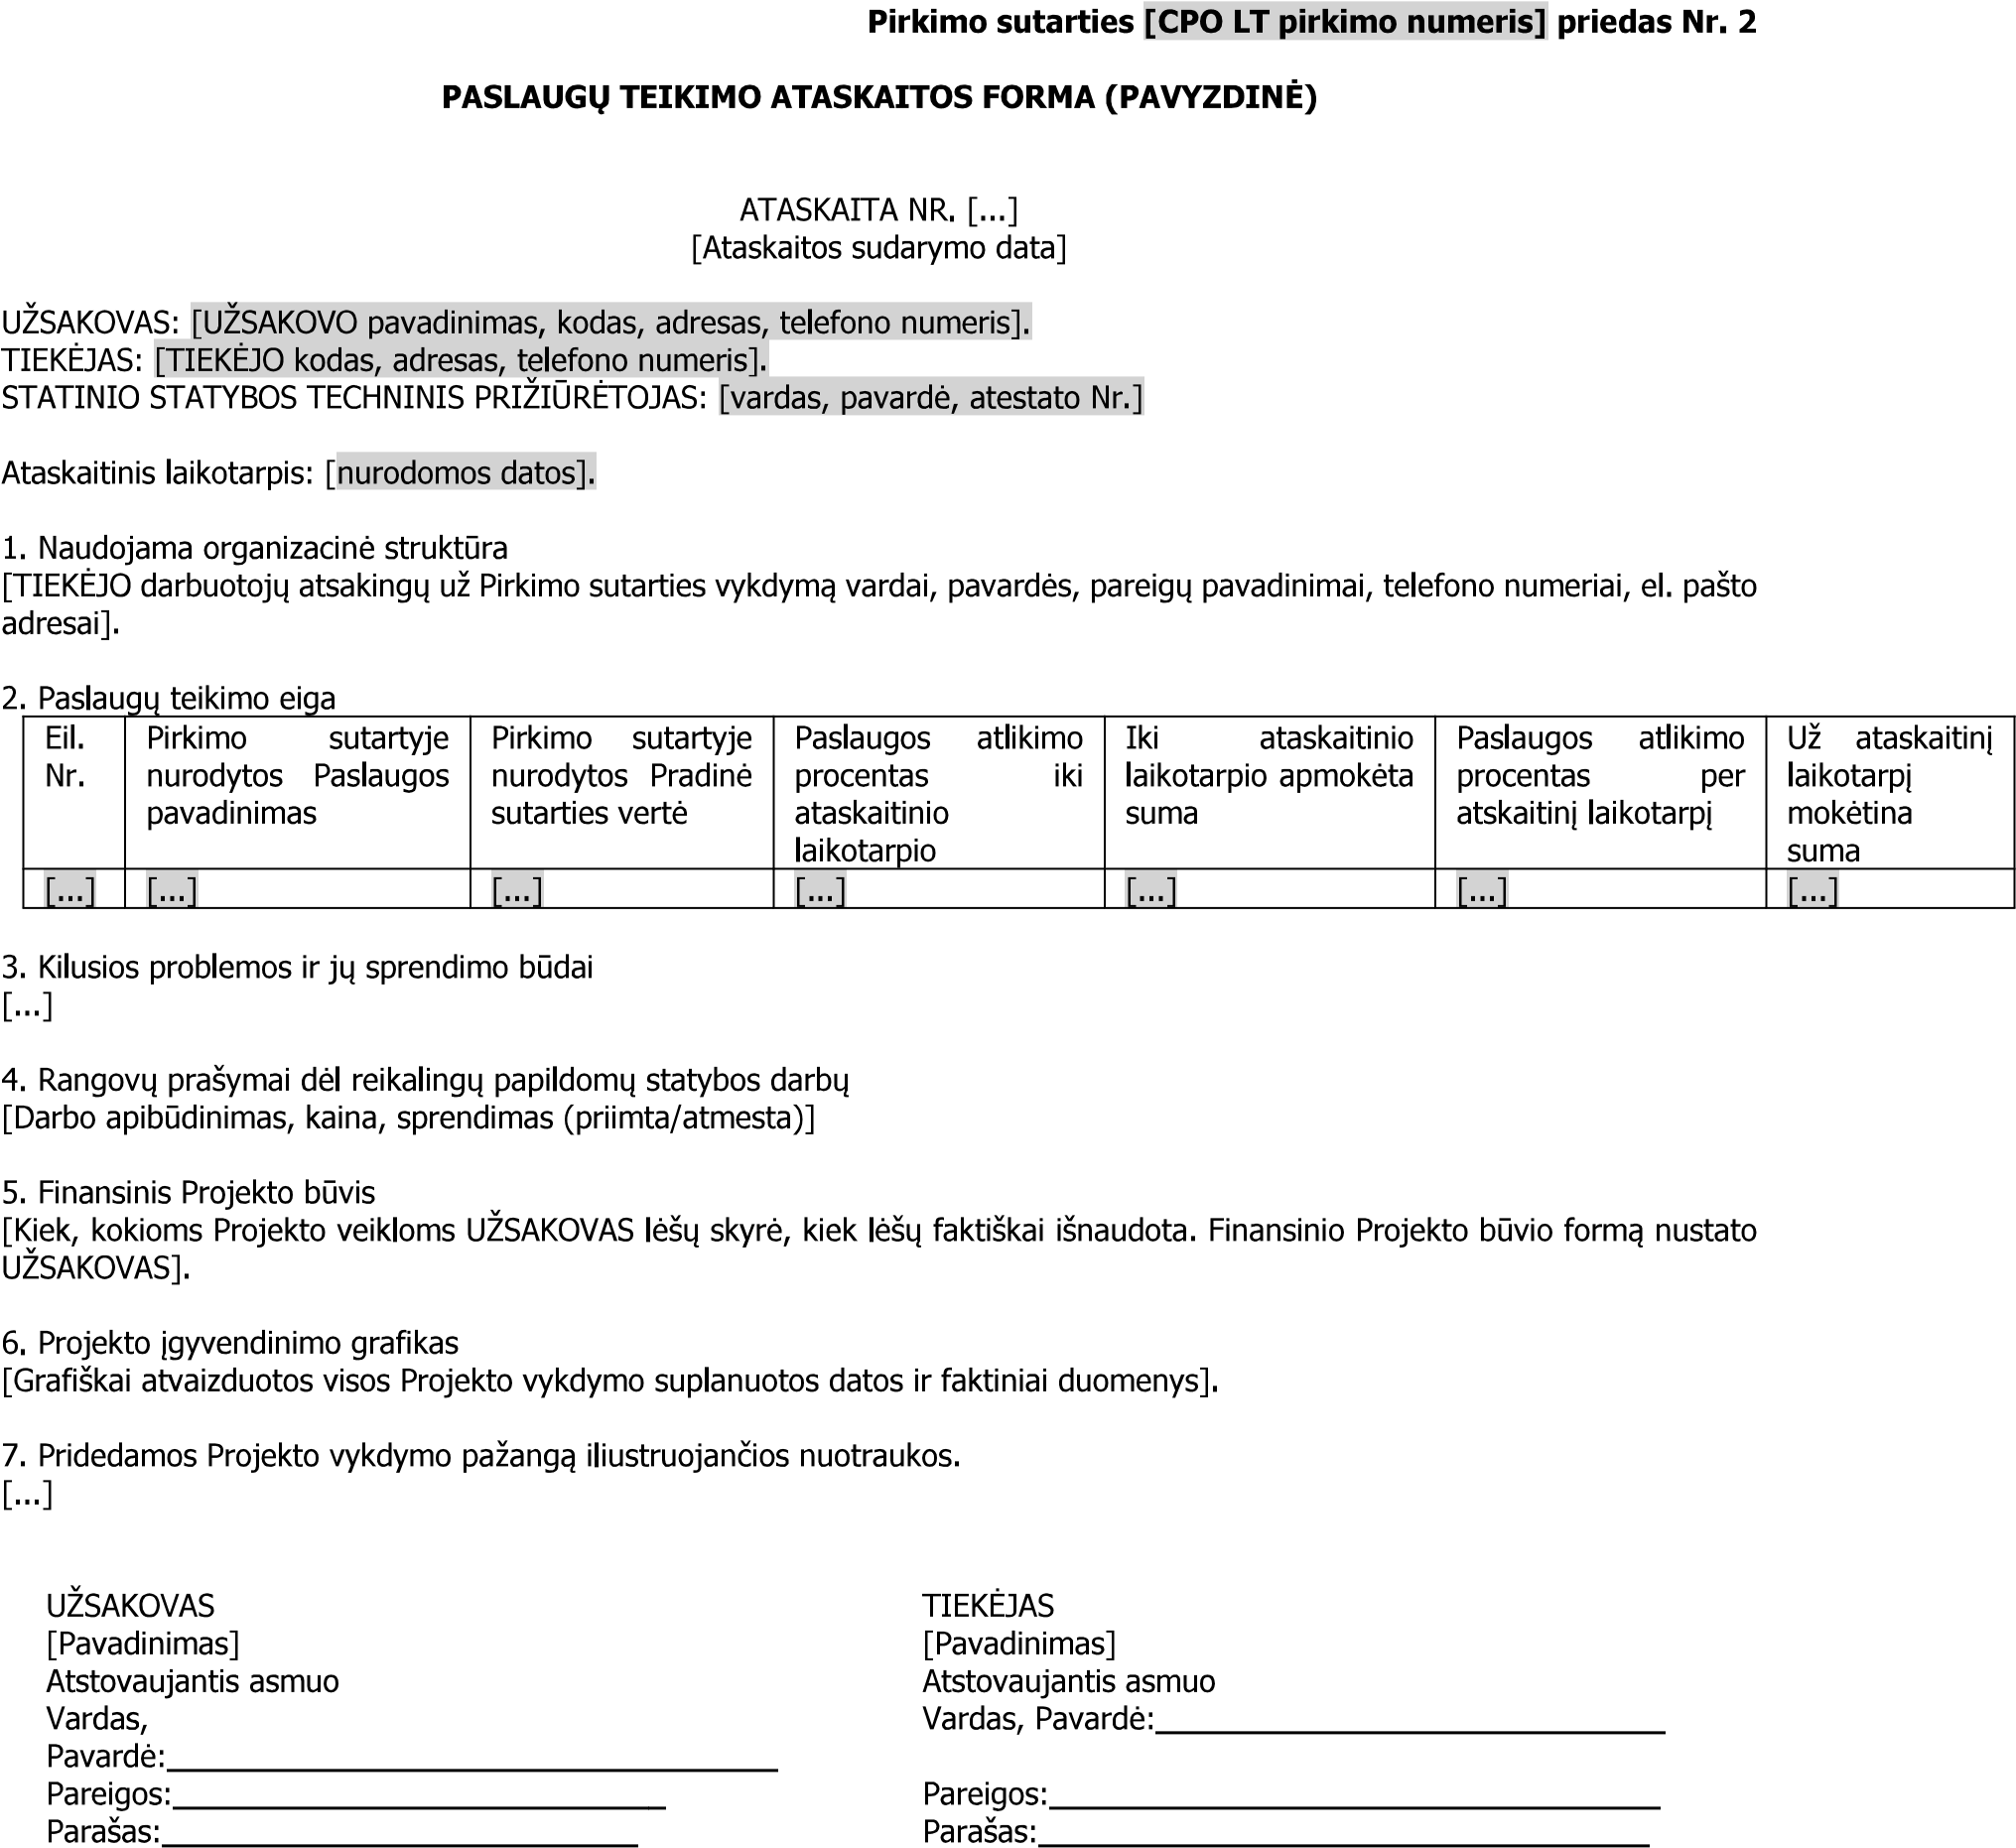 Pirkimo sutarties [CPO LT pirkimo numeris] priedas Nr. 2
PASLAUGŲ TEIKIMO ATASKAITOS FORMA (PAVYZDINĖ)
ATASKAITA NR. [...]
[Ataskaitos sudarymo data]
UŽSAKOVAS: [UŽSAKOVO pavadinimas, kodas, adresas, telefono numeris].
TIEKĖJAS: [TIEKĖJO kodas, adresas, telefono numeris].
STATINIO STATYBOS TECHNINIS PRIŽIŪRĖTOJAS: [vardas, pavardė, atestato Nr.]
Ataskaitinis laikotarpis: [nurodomos datos].
1. Naudojama organizacinė struktūra
[TIEKĖJO darbuotojų atsakingų už Pirkimo sutarties vykdymą vardai, pavardės, pareigų pavadinimai, telefono numeriai, el. pašto
adresai].
2. Paslaugų teikimo eiga
Eil. Pirkimo sutartyje Pirkimo sutartyje Paslaugos atlikimo Iki ataskaitinio Paslaugos atlikimo Už ataskaitinį
Nr. nurodytos Paslaugos nurodytos Pradinė procentas iki laikotarpio apmokėta procentas per laikotarpį
pavadinimas sutarties vertė ataskaitinio suma atskaitinį laikotarpį mokėtina
laikotarpio suma
[...] [...] [...] [...] [...] [...] [...]
3. Kilusios problemos ir jų sprendimo būdai
[...]
4. Rangovų prašymai dėl reikalingų papildomų statybos darbų
[Darbo apibūdinimas, kaina, sprendimas (priimta/atmesta)]
5. Finansinis Projekto būvis
[Kiek, kokioms Projekto veikloms UŽSAKOVAS lėšų skyrė, kiek lėšų faktiškai išnaudota. Finansinio Projekto būvio formą nustato
UŽSAKOVAS].
6. Projekto įgyvendinimo grafikas
[Grafiškai atvaizduotos visos Projekto vykdymo suplanuotos datos ir faktiniai duomenys].
7. Pridedamos Projekto vykdymo pažangą iliustruojančios nuotraukos.
[...]
UŽSAKOVAS TIEKĖJAS
[Pavadinimas] [Pavadinimas]
Atstovaujantis asmuo Atstovaujantis asmuo
Vardas, Vardas, Pavardė:
Pavardė:
Pareigos: Pareigos:
Parašas: Parašas: